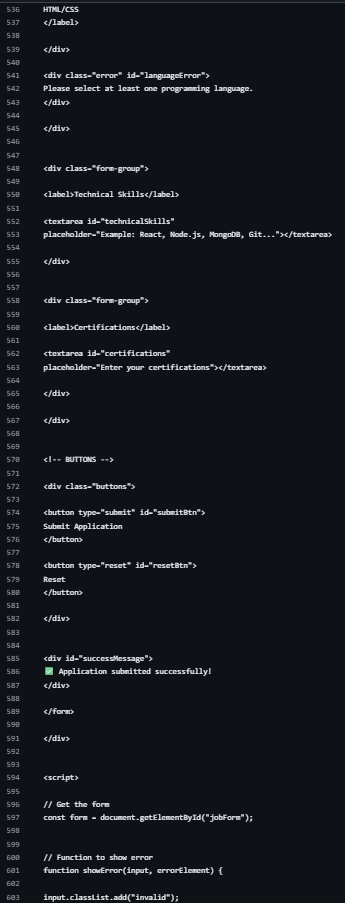 536 HTML/CSS
537 </label>
538
539 </div>
540
541 <div class="error" id="languageError">
542 Please select at least one programming language.
543 </div>
544
545 </div>
546
547
548 <div class="form-group">
549
550 <label>Technical Skills</label>
551
552 <textarea id="technicalSkills"
553 placeholder="Example: React, Node.js, MongoDB, Git..."></textarea>
554
555 </div>
556
557
558 <div class="form-group">
559
560 <label>Certifications</label>
561
562 <textarea id="certifications"
563 placeholder="Enter your certifications"></textarea>
564
565 </div>
566
567 </div>
568
569
570 <!-- BUTTONS -->
571
572 <div class="buttons">
573
574 <button type="submit" id="submitBtn">
575 Submit Application
576 </button>
577
578 <button type="reset" id="resetBtn">
579 Reset
580 </button>
581
582 </div>
583
584
585 <div id="successMessage">
586 ✅ Application submitted successfully!
587 </div>
588
589 </form>
590
591 </div>
592
593
594 <script>
595
596 // Get the form
597 const form = document.getElementById("jobForm");
598
599
600 // Function to show error
601 function showError(input, errorElement) {
602
603 input.classList.add("invalid");